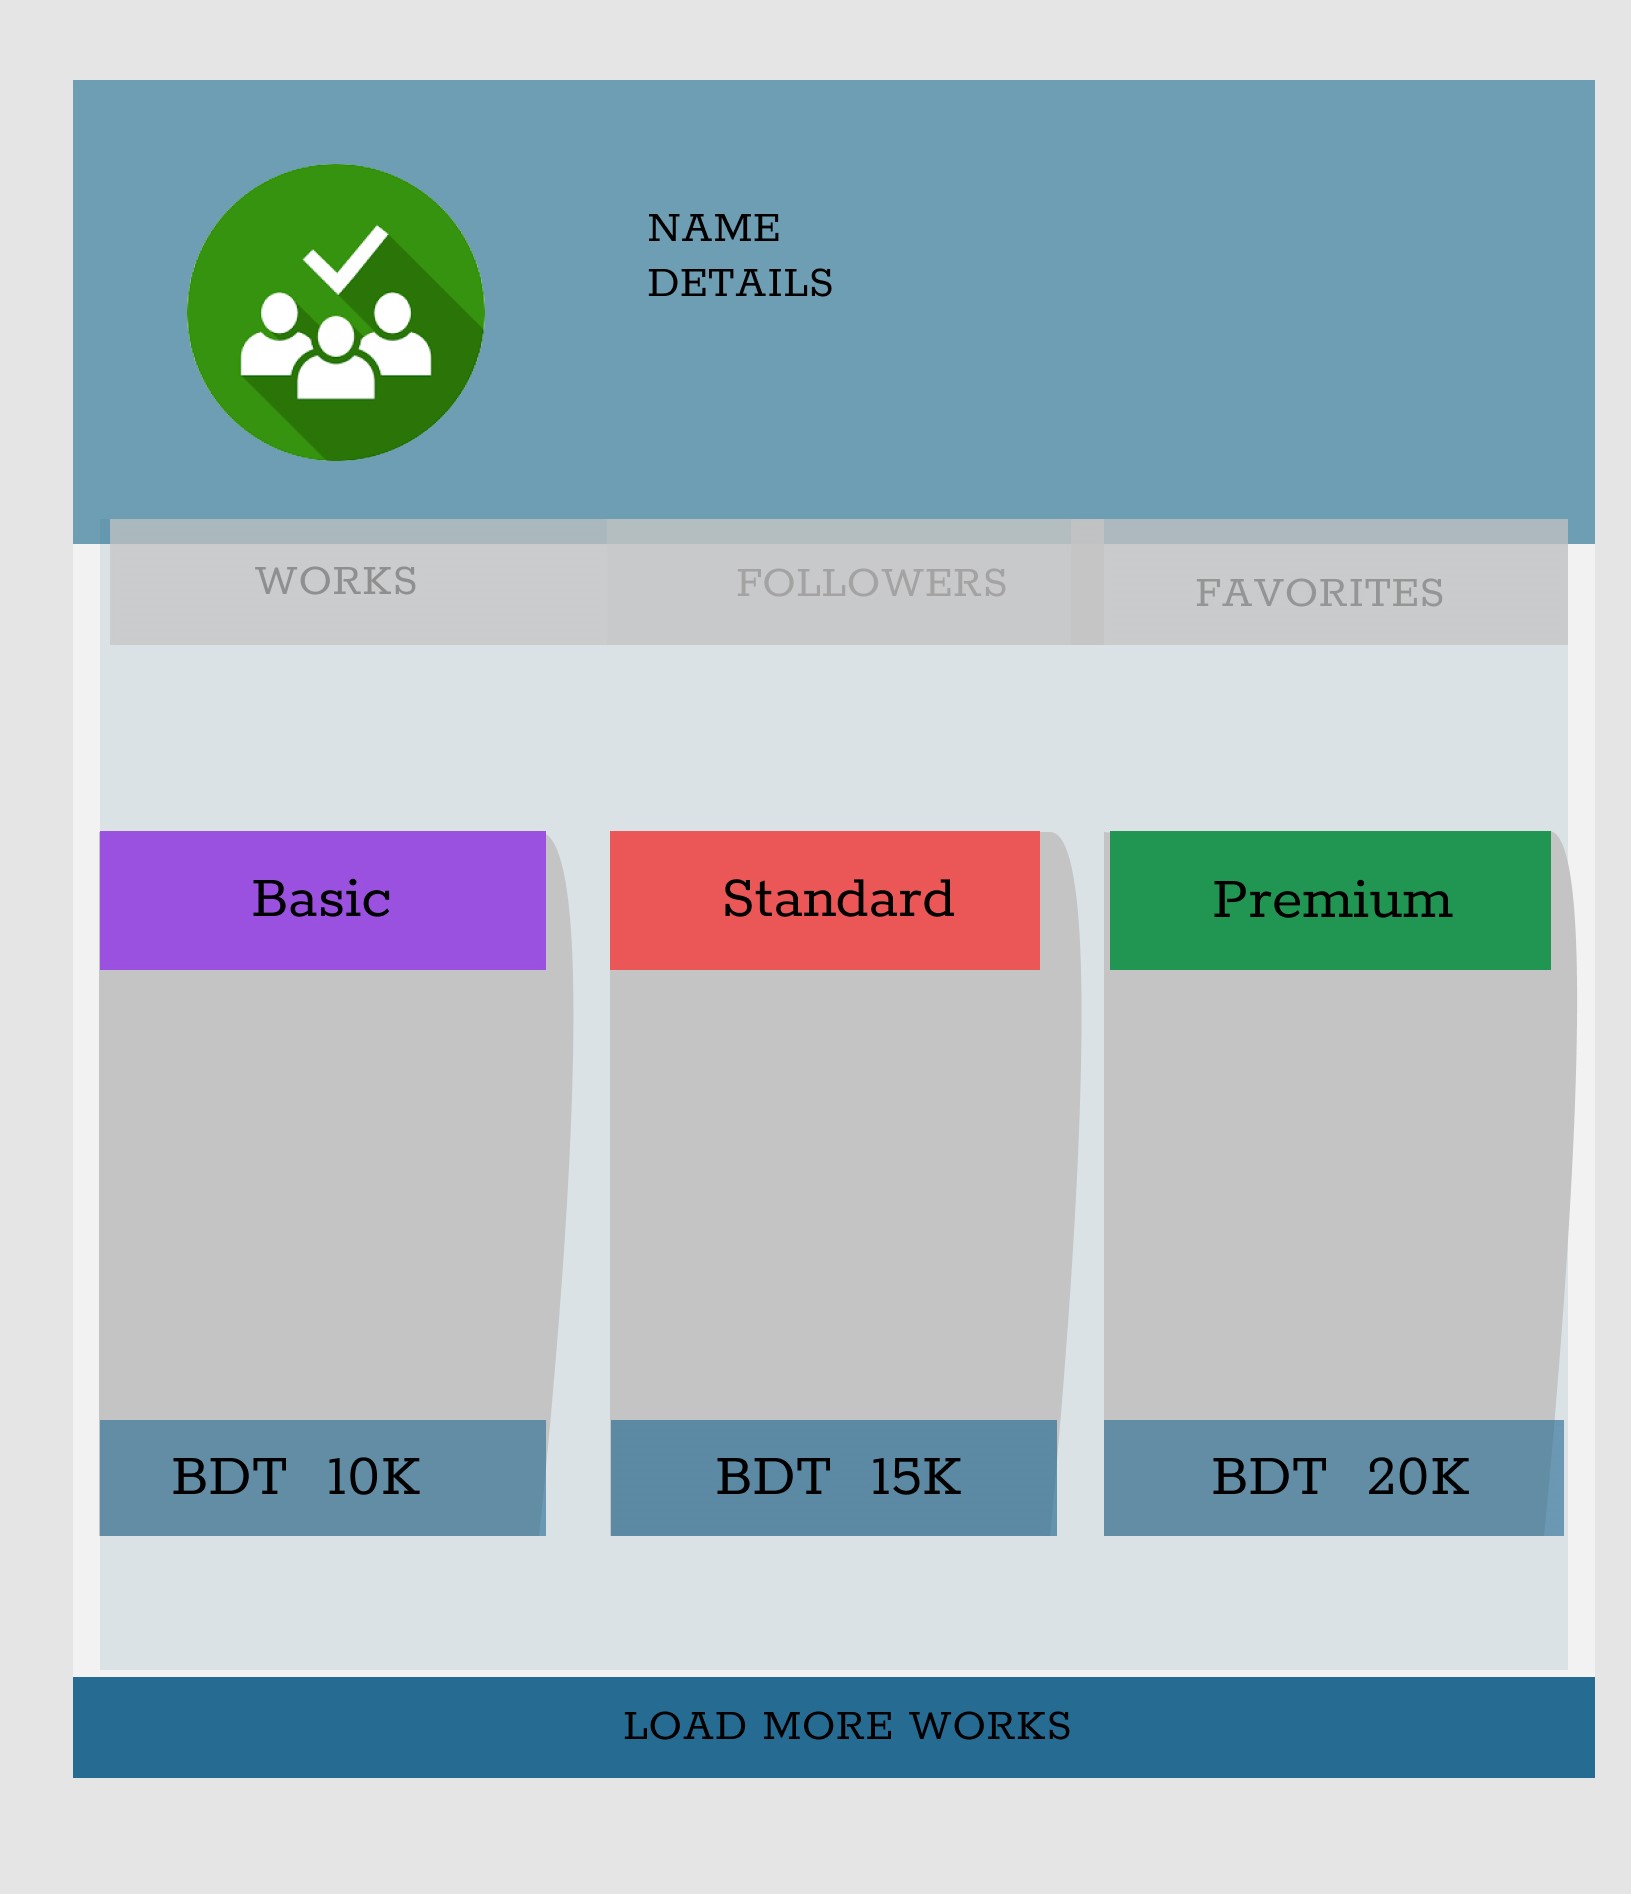 NAME
DETAILS
WORKS FOLLOWERS FAVORITES
Basic Standard Premium
BDT 10K BDT 15K BDT 20K
LOAD MORE WORKS